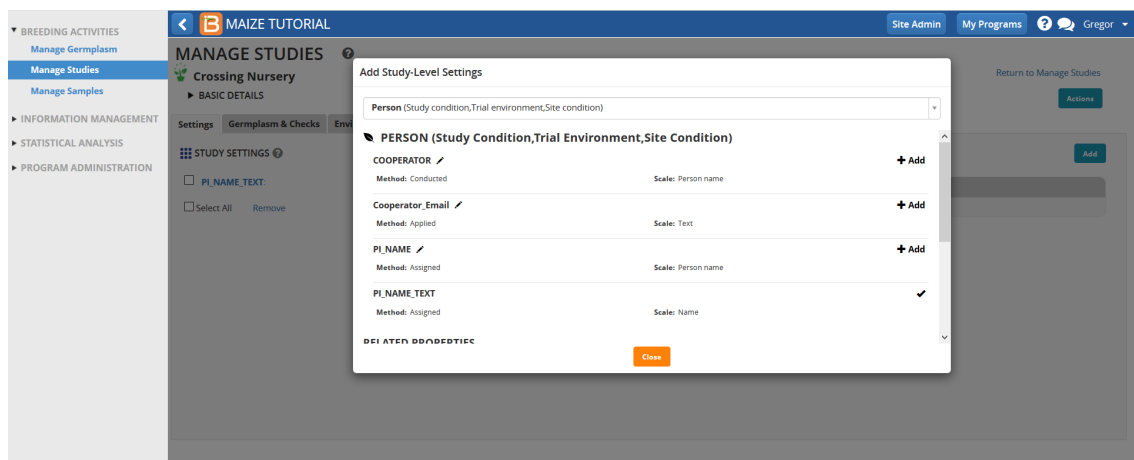 BREEDING ACTIVITIES
Manage Germplasm
Manage Studies
Manage Samples
INFORMATION MANAGEMENT
STATISTICAL ANALYSIS
PROGRAM ADMINISTRATION
MAIZE TUTORIAL
Site Admin
My Programs
Gregor
MANAGE STUDIES
Crossing Nursery
Return to Manage Studies
BASIC DETAILS
Actions
Settings
Germplasm & Checks
Envi
STUDY SETTINGS
Add
PI_NAME_TEXT:
Select All
Remove
Add Study-Level Settings
Person (Study condition,Trial environment,Site condition)
PERSON (Study Condition,Trial Environment,Site Condition)
COOPERATOR
+ Add
Method: Conducted
Scale: Person name
Cooperator_Email
+ Add
Method: Applied
Scale: Text
PI_NAME
+ Add
Method: Assigned
Scale: Person name
PI_NAME_TEXT
Method: Assigned
Scale: Name
RELATED PROPERTIES
Close